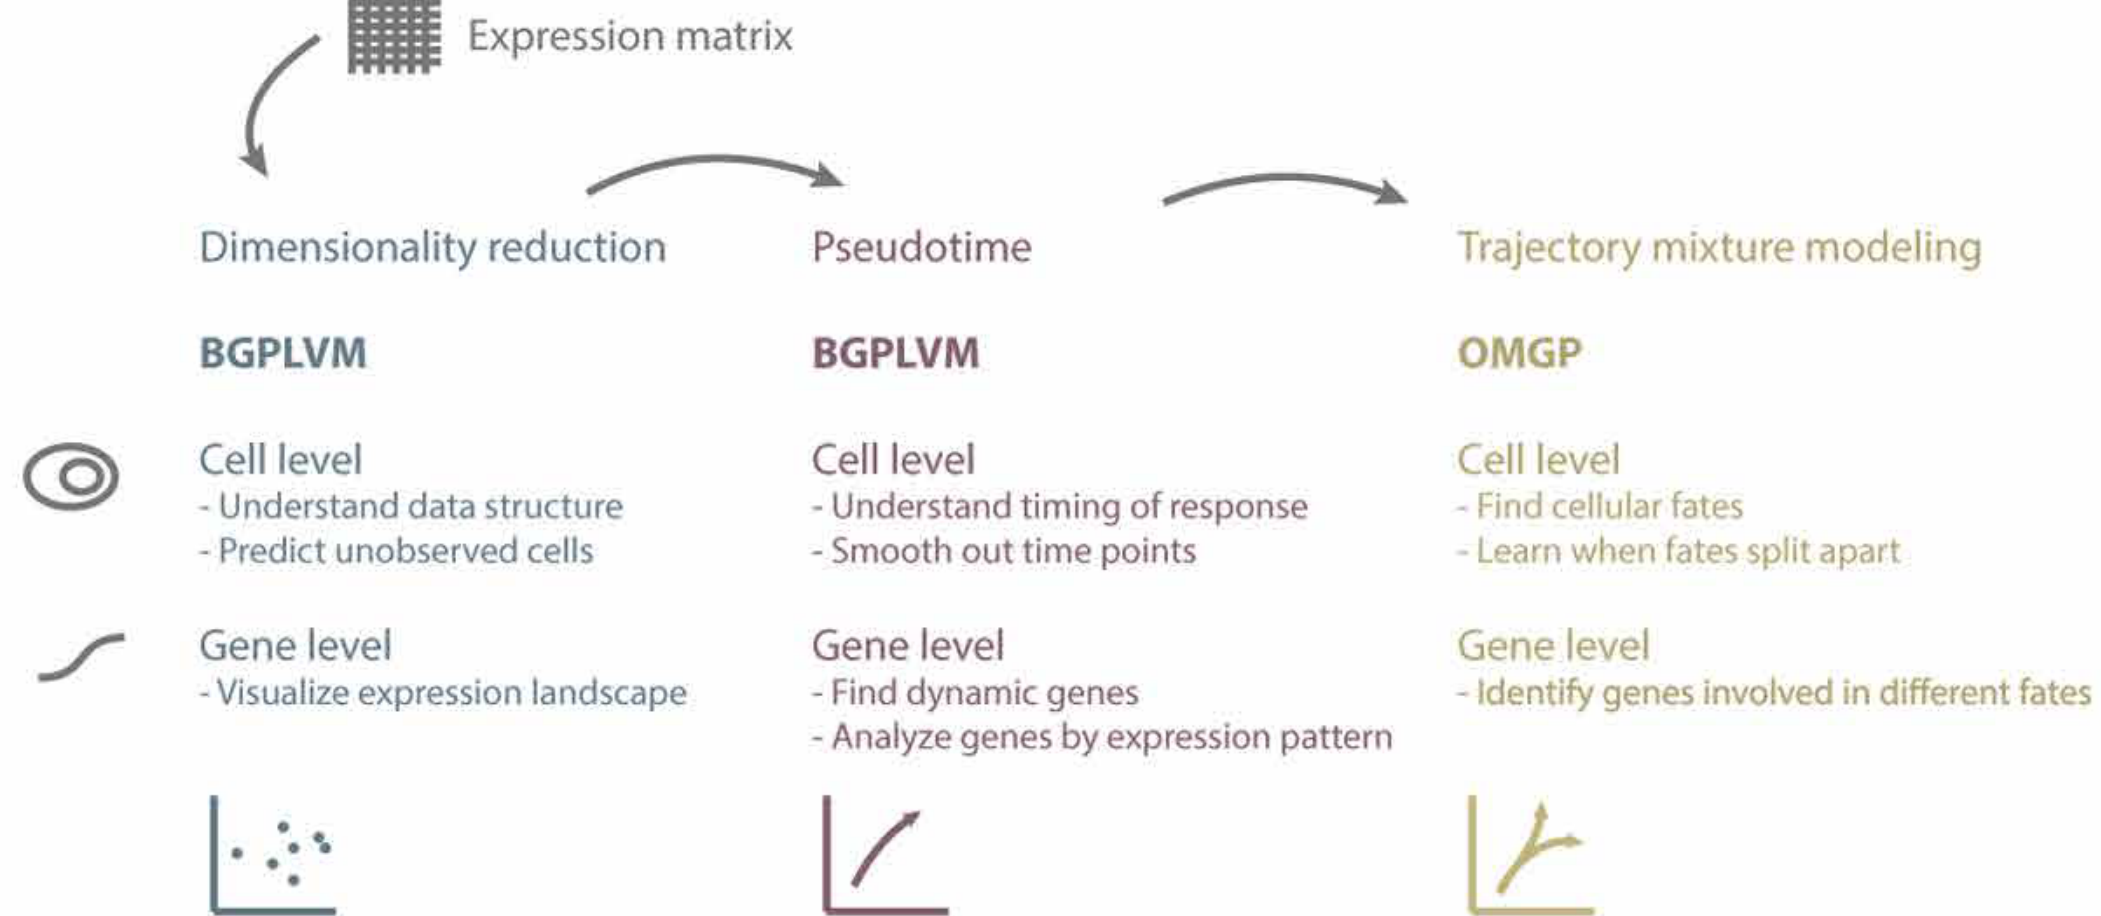 Expression matrix
Dimensionality reduction
BGPLVM
Cell level
- Understand data structure
- Predict unobserved cells
Gene level
- Visualize expression landscape
Pseudotime
BGPLVM
Cell level
- Understand timing of response
- Smooth out time points
Gene level
- Find dynamic genes
- Analyze genes by expression pattern
Trajectory mixture modeling
OMGP
Cell level
- Find cellular fates
- Learn when fates split apart
Gene level
- Identify genes involved in different fates